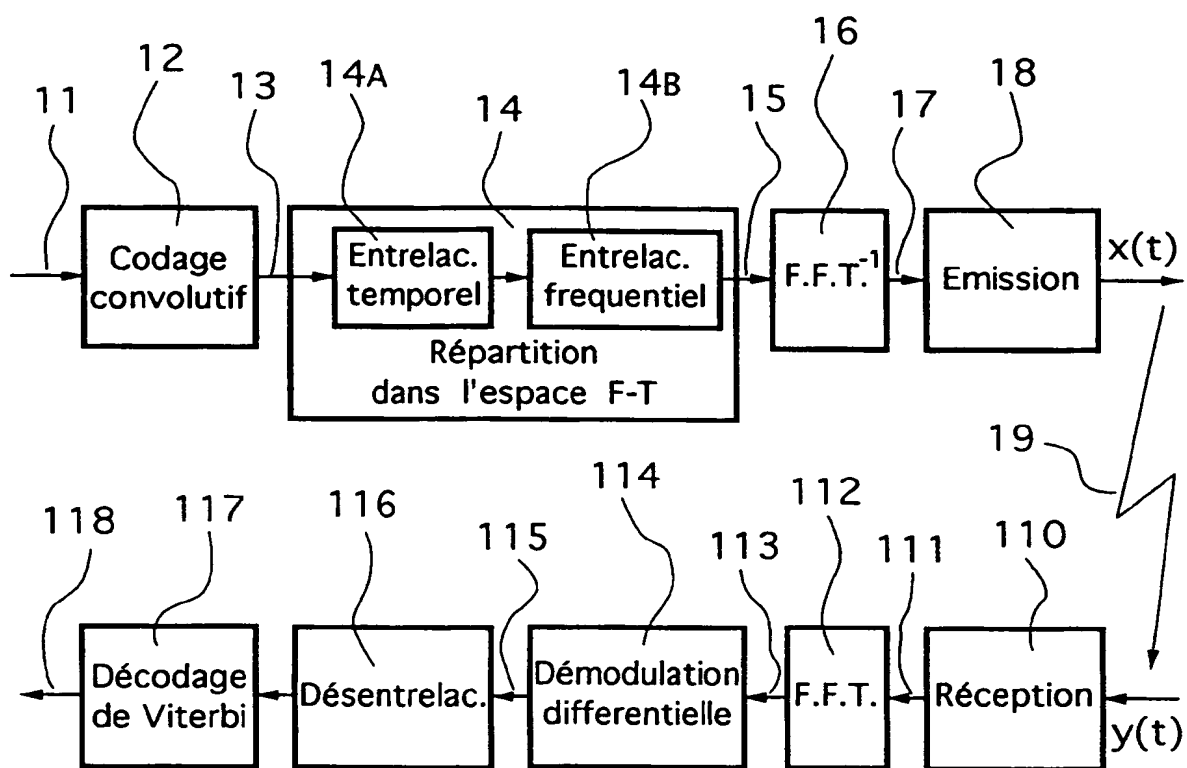 11
12
13
14A
14
14B
15
16
17
18
Codage
convolutif
Entrelac.
temporel
Entrelac.
frequentiel
Répartition
dans l'espace F-T
F.F.T.-1
Emission
x(t)
19
118
117
116
115
114
113
112
111
110
Décodage
de Viterbi
Désentrelac.
Démodulation
differentielle
F.F.T.
Réception
y(t)